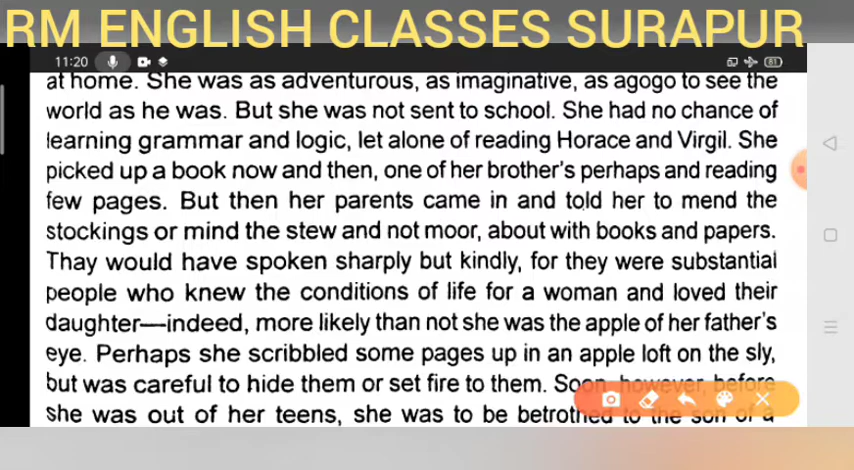 RM ENGLISH CLASSES SURAPUR
11:20
81
at home. She was as adventurous, as imaginative, as agogo to see the
world as he was. But she was not sent to school. She had no chance of
learning grammar and logic, let alone of reading Horace and Virgil. She
picked up a book now and then, one of her brother's perhaps and reading
few pages. But then her parents came in and told her to mend the
stockings or mind the stew and not moor, about with books and papers.
Thay would have spoken sharply but kindly, for they were substantial
people who knew the conditions of life for a woman and loved their
daughter—indeed, more likely than not she was the apple of her father's
eye. Perhaps she scribbled some pages up in an apple loft on the sly,
but was careful to hide them or set fire to them. Soon however, before
she was out of her teens, she was to be betrothed to the son of a